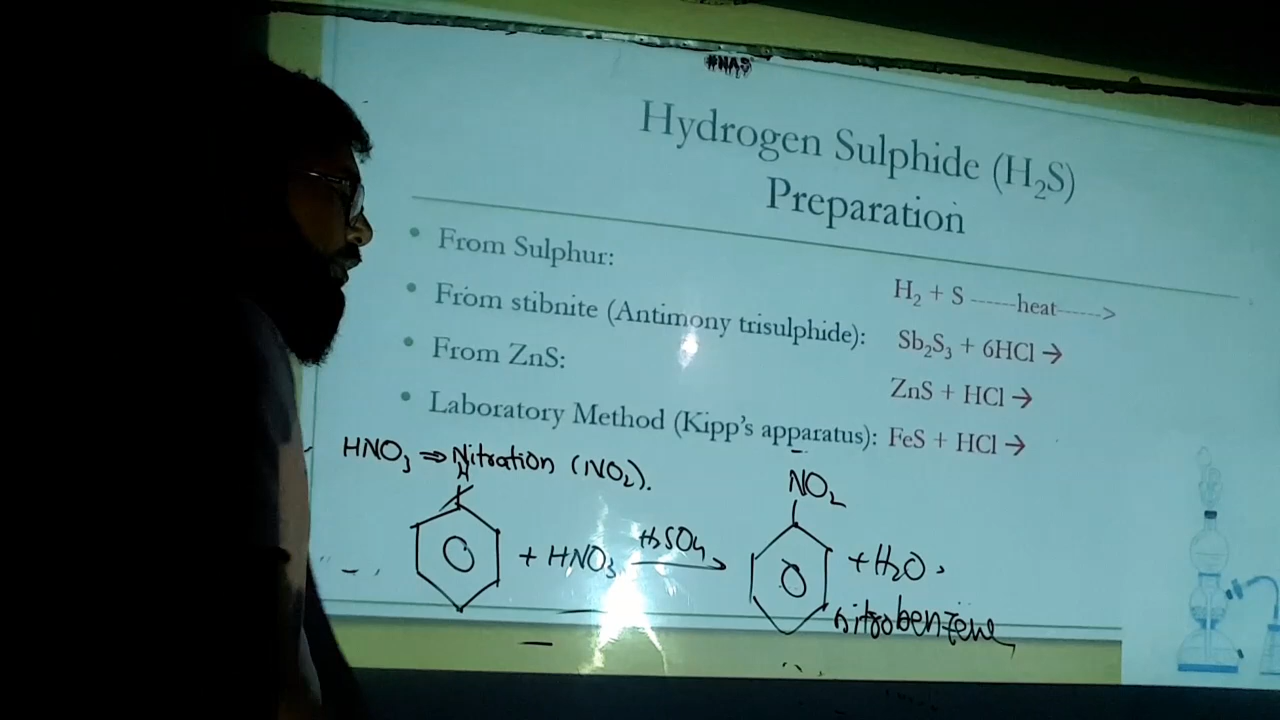 #NAS
Hydrogen Sulphide (H₂S)
Preparation
• From Sulphur: H₂ + S ------heat------>
• From stibnite (Antimony trisulphide): Sb₂S₃ + 6HCl →
• From ZnS: ZnS + HCl →
• Laboratory Method (Kipp's apparatus): FeS + HCl →
HNO₃ ⇒ Nitration (NO₂).
H NO₂
+ HNO₃ H₂SO₄ → + H₂O
nitrobenzene